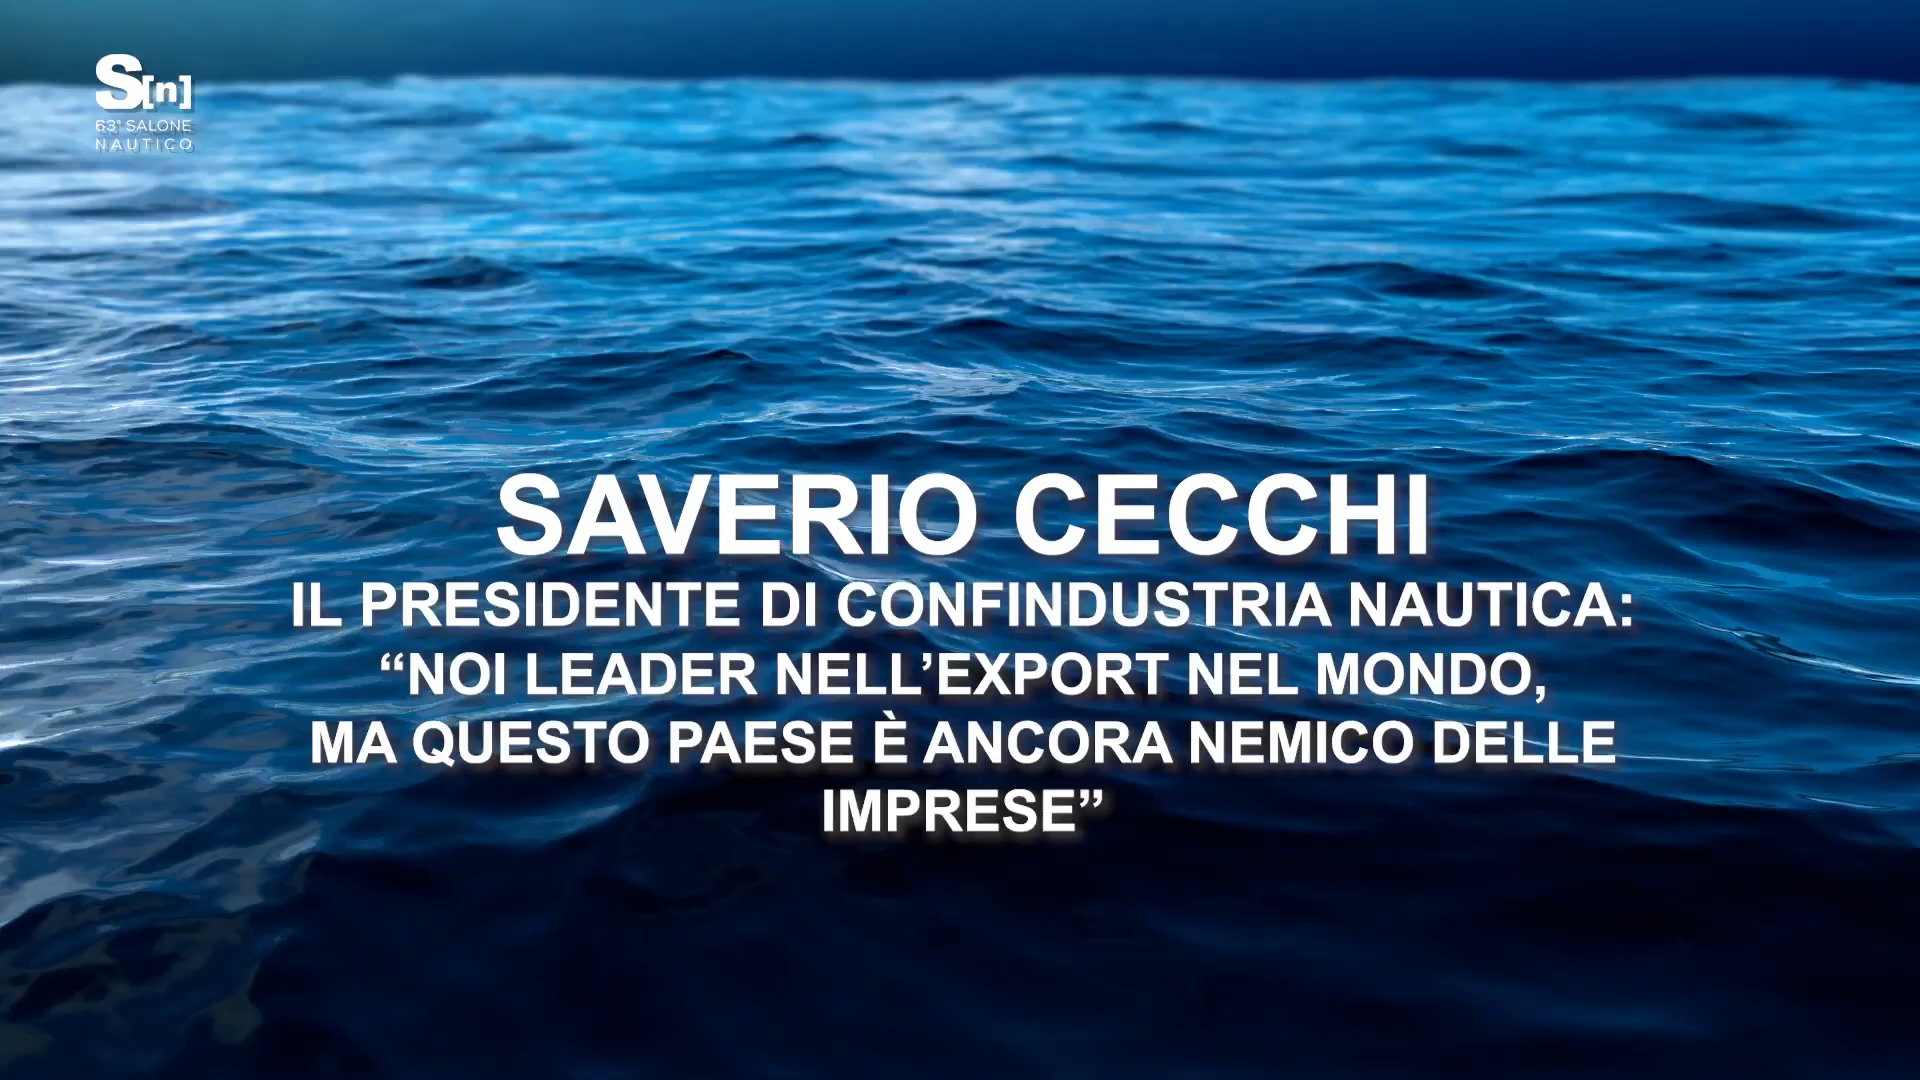 S[n]
63° SALONE
NAUTICO
SAVERIO CECCHI
IL PRESIDENTE DI CONFINDUSTRIA NAUTICA:
“NOI LEADER NELL’EXPORT NEL MONDO,
MA QUESTO PAESE È ANCORA NEMICO DELLE
IMPRESE”